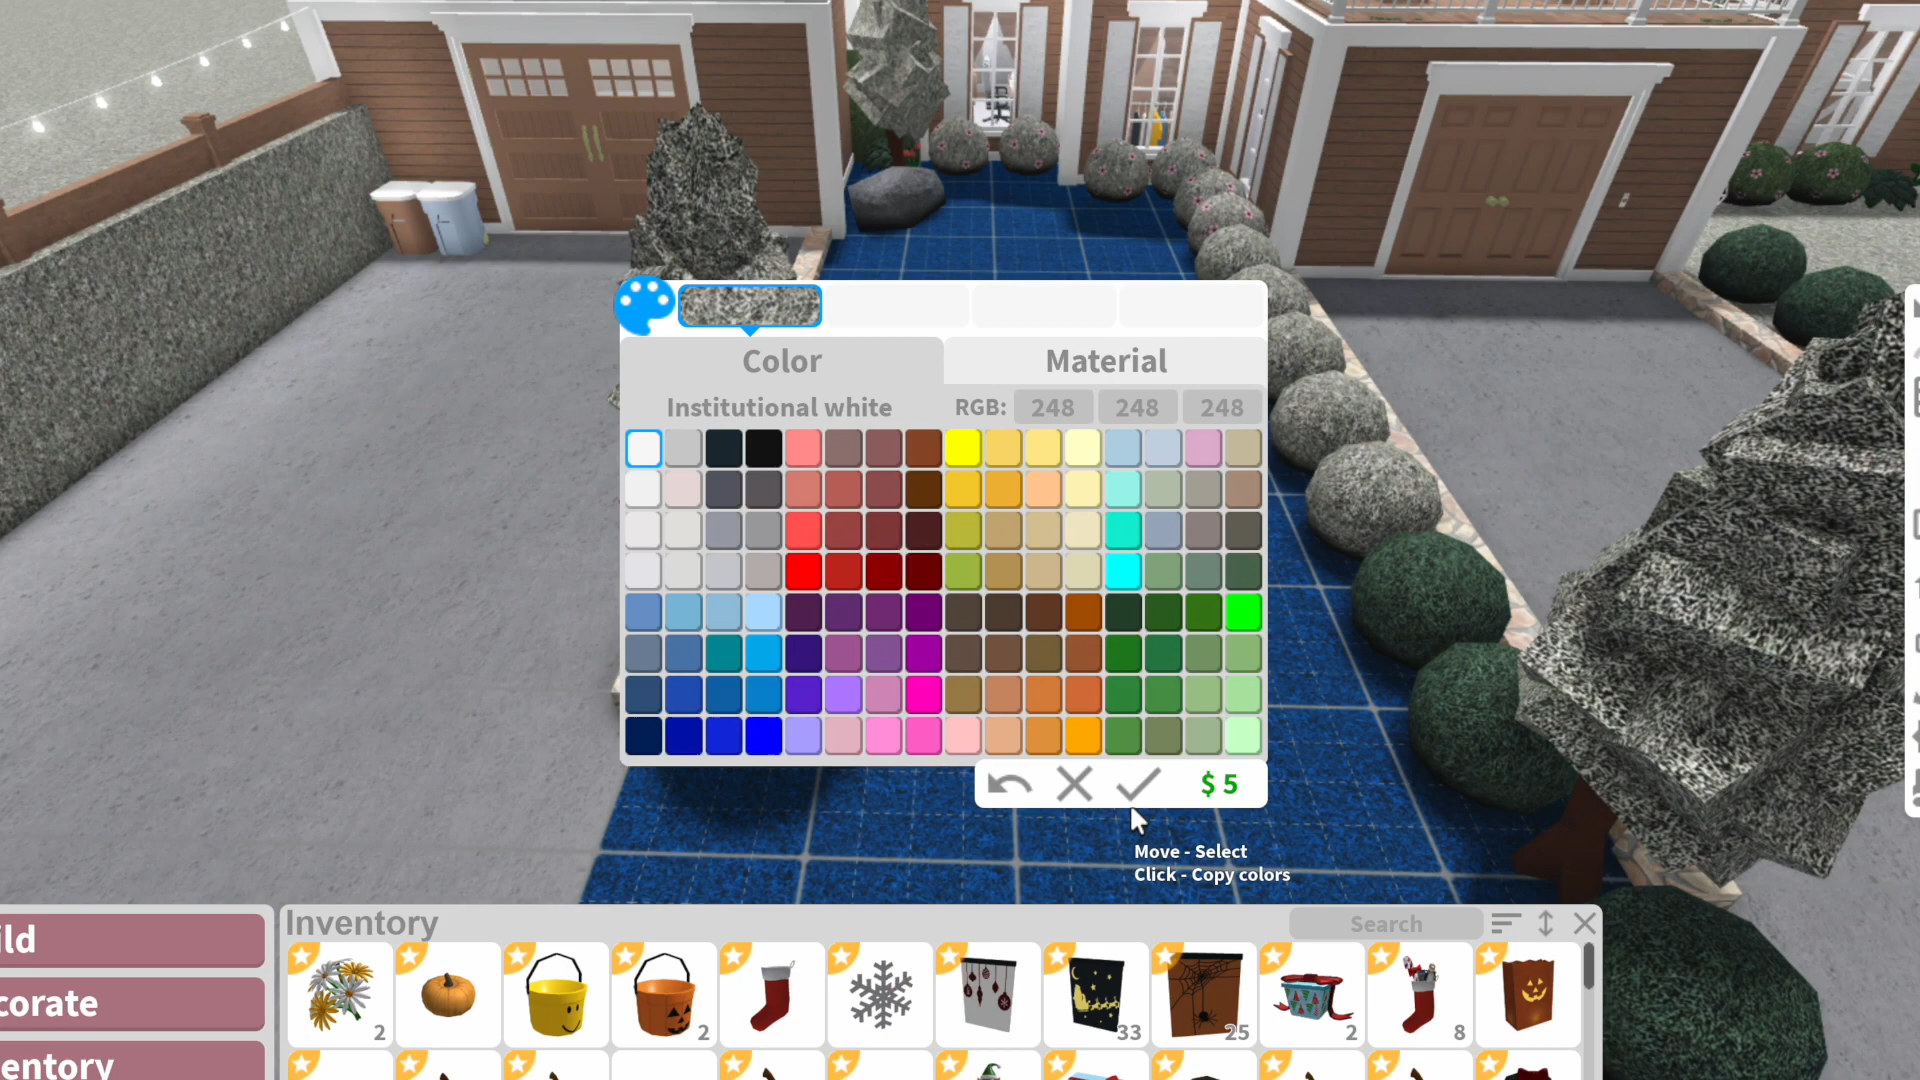 Color
Material
Institutional white
RGB:
248
248
248
$ 5
Move - Select
Click - Copy colors
ild
Inventory
Search
corate
2
2
33
25
2
8
entory